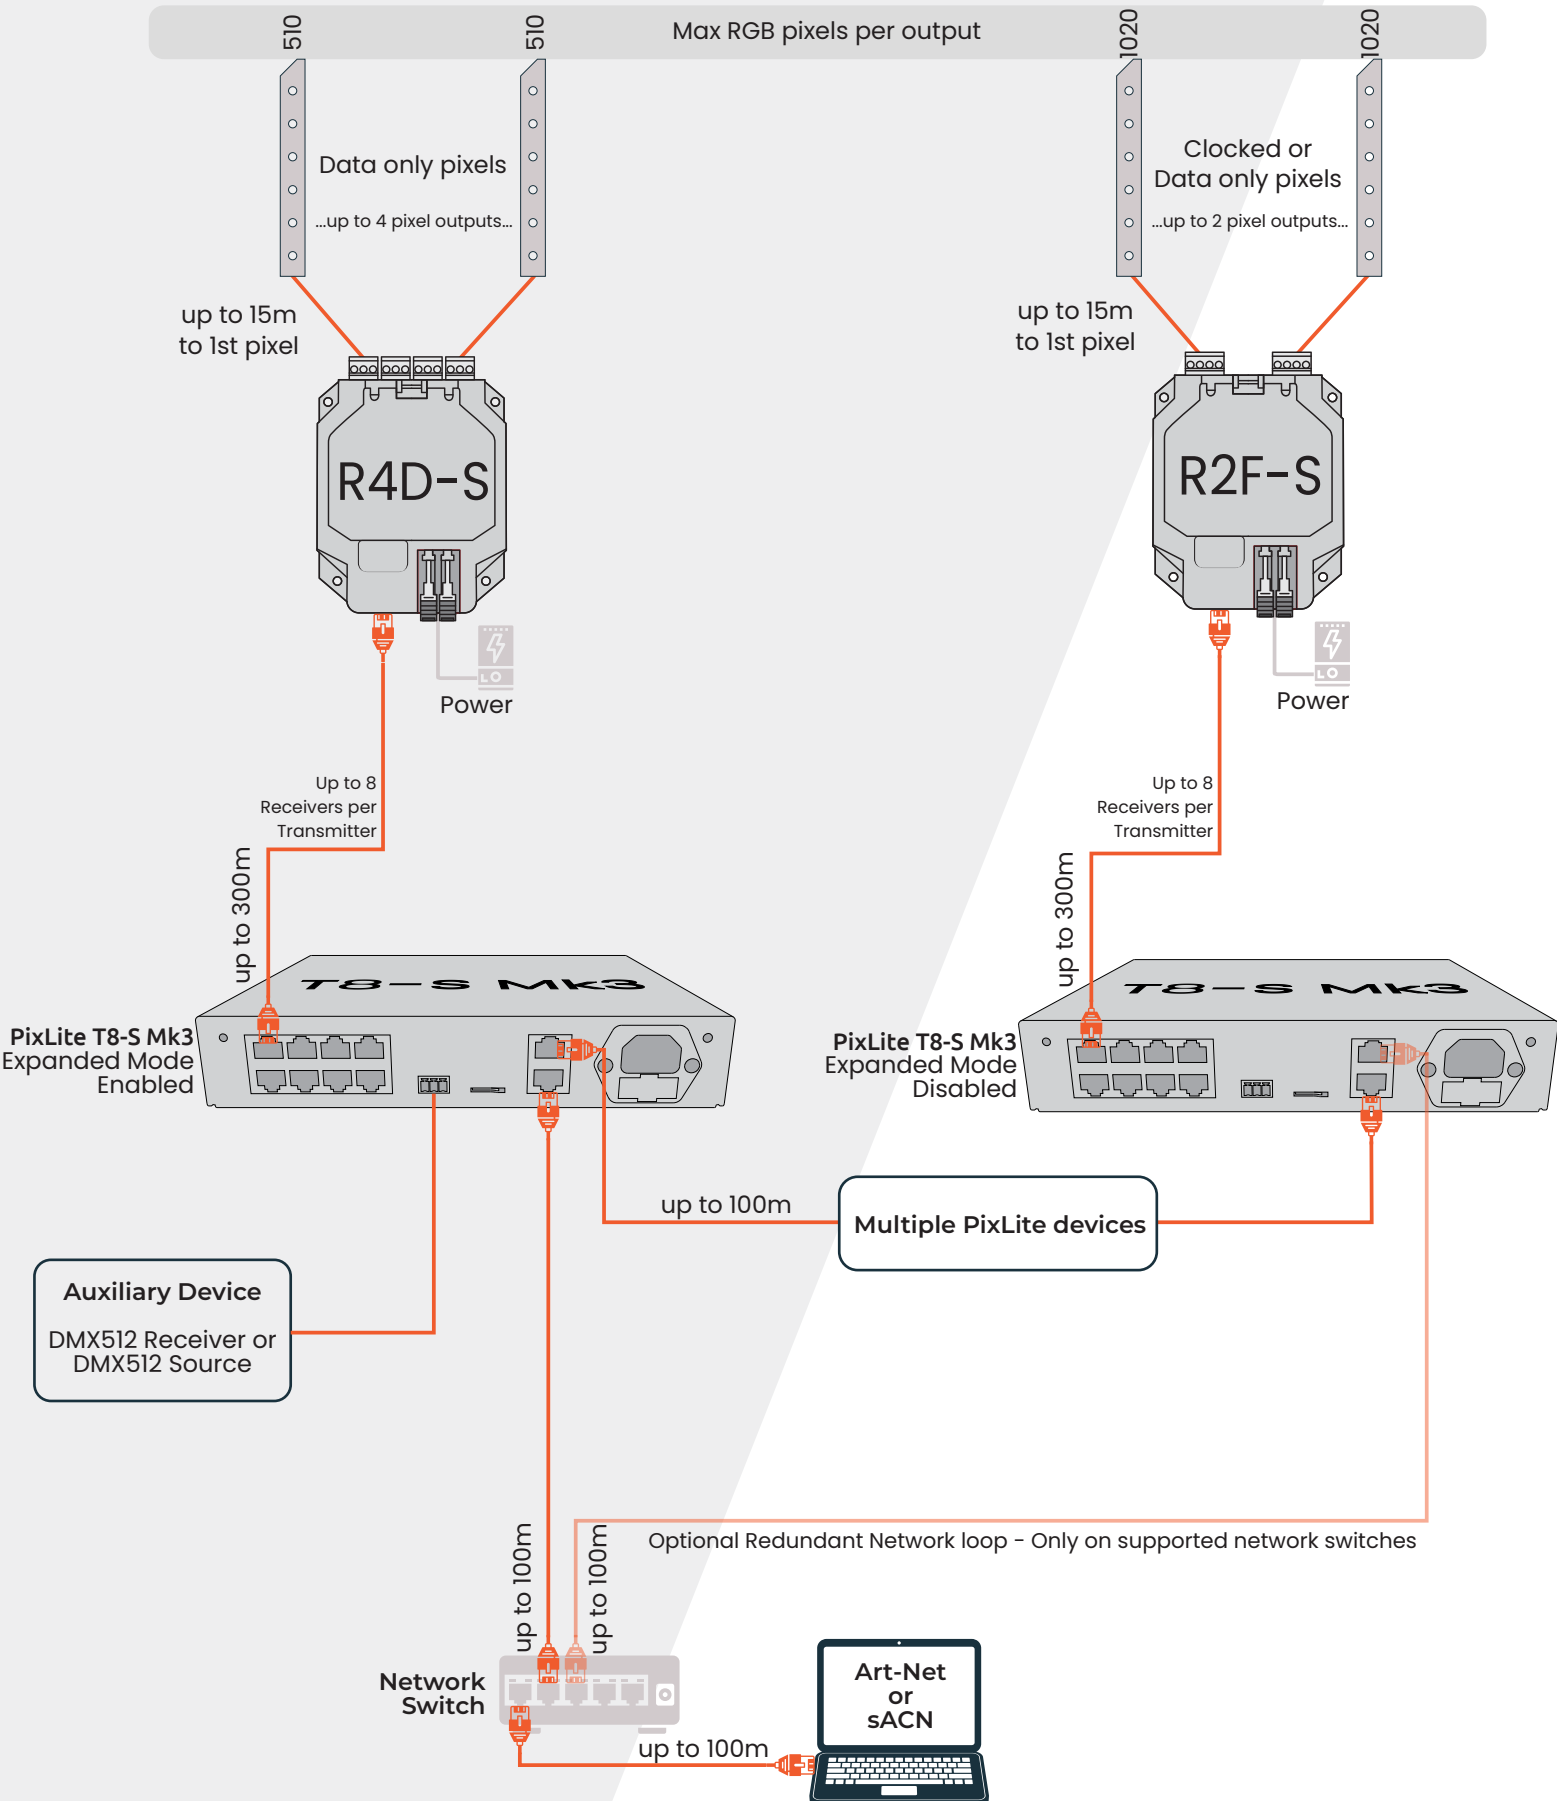 Max RGB pixels per output
510
510
1020
1020
Data only pixels
...up to 4 pixel outputs...
Clocked or
Data only pixels
...up to 2 pixel outputs...
up to 15m
to 1st pixel
up to 15m
to 1st pixel
R4D-S
R2F-S
LO
Power
LO
Power
Up to 8
Receivers per
Transmitter
Up to 8
Receivers per
Transmitter
up to 300m
up to 300m
T8-S Mk3
T8-S Mk3
PixLite T8-S Mk3
Expanded Mode
Enabled
PixLite T8-S Mk3
Expanded Mode
Disabled
up to 100m
Multiple PixLite devices
Auxiliary Device
DMX512 Receiver or
DMX512 Source
up to 100m
up to 100m
Optional Redundant Network loop - Only on supported network switches
Network
Switch
Art-Net
or
sACN
up to 100m